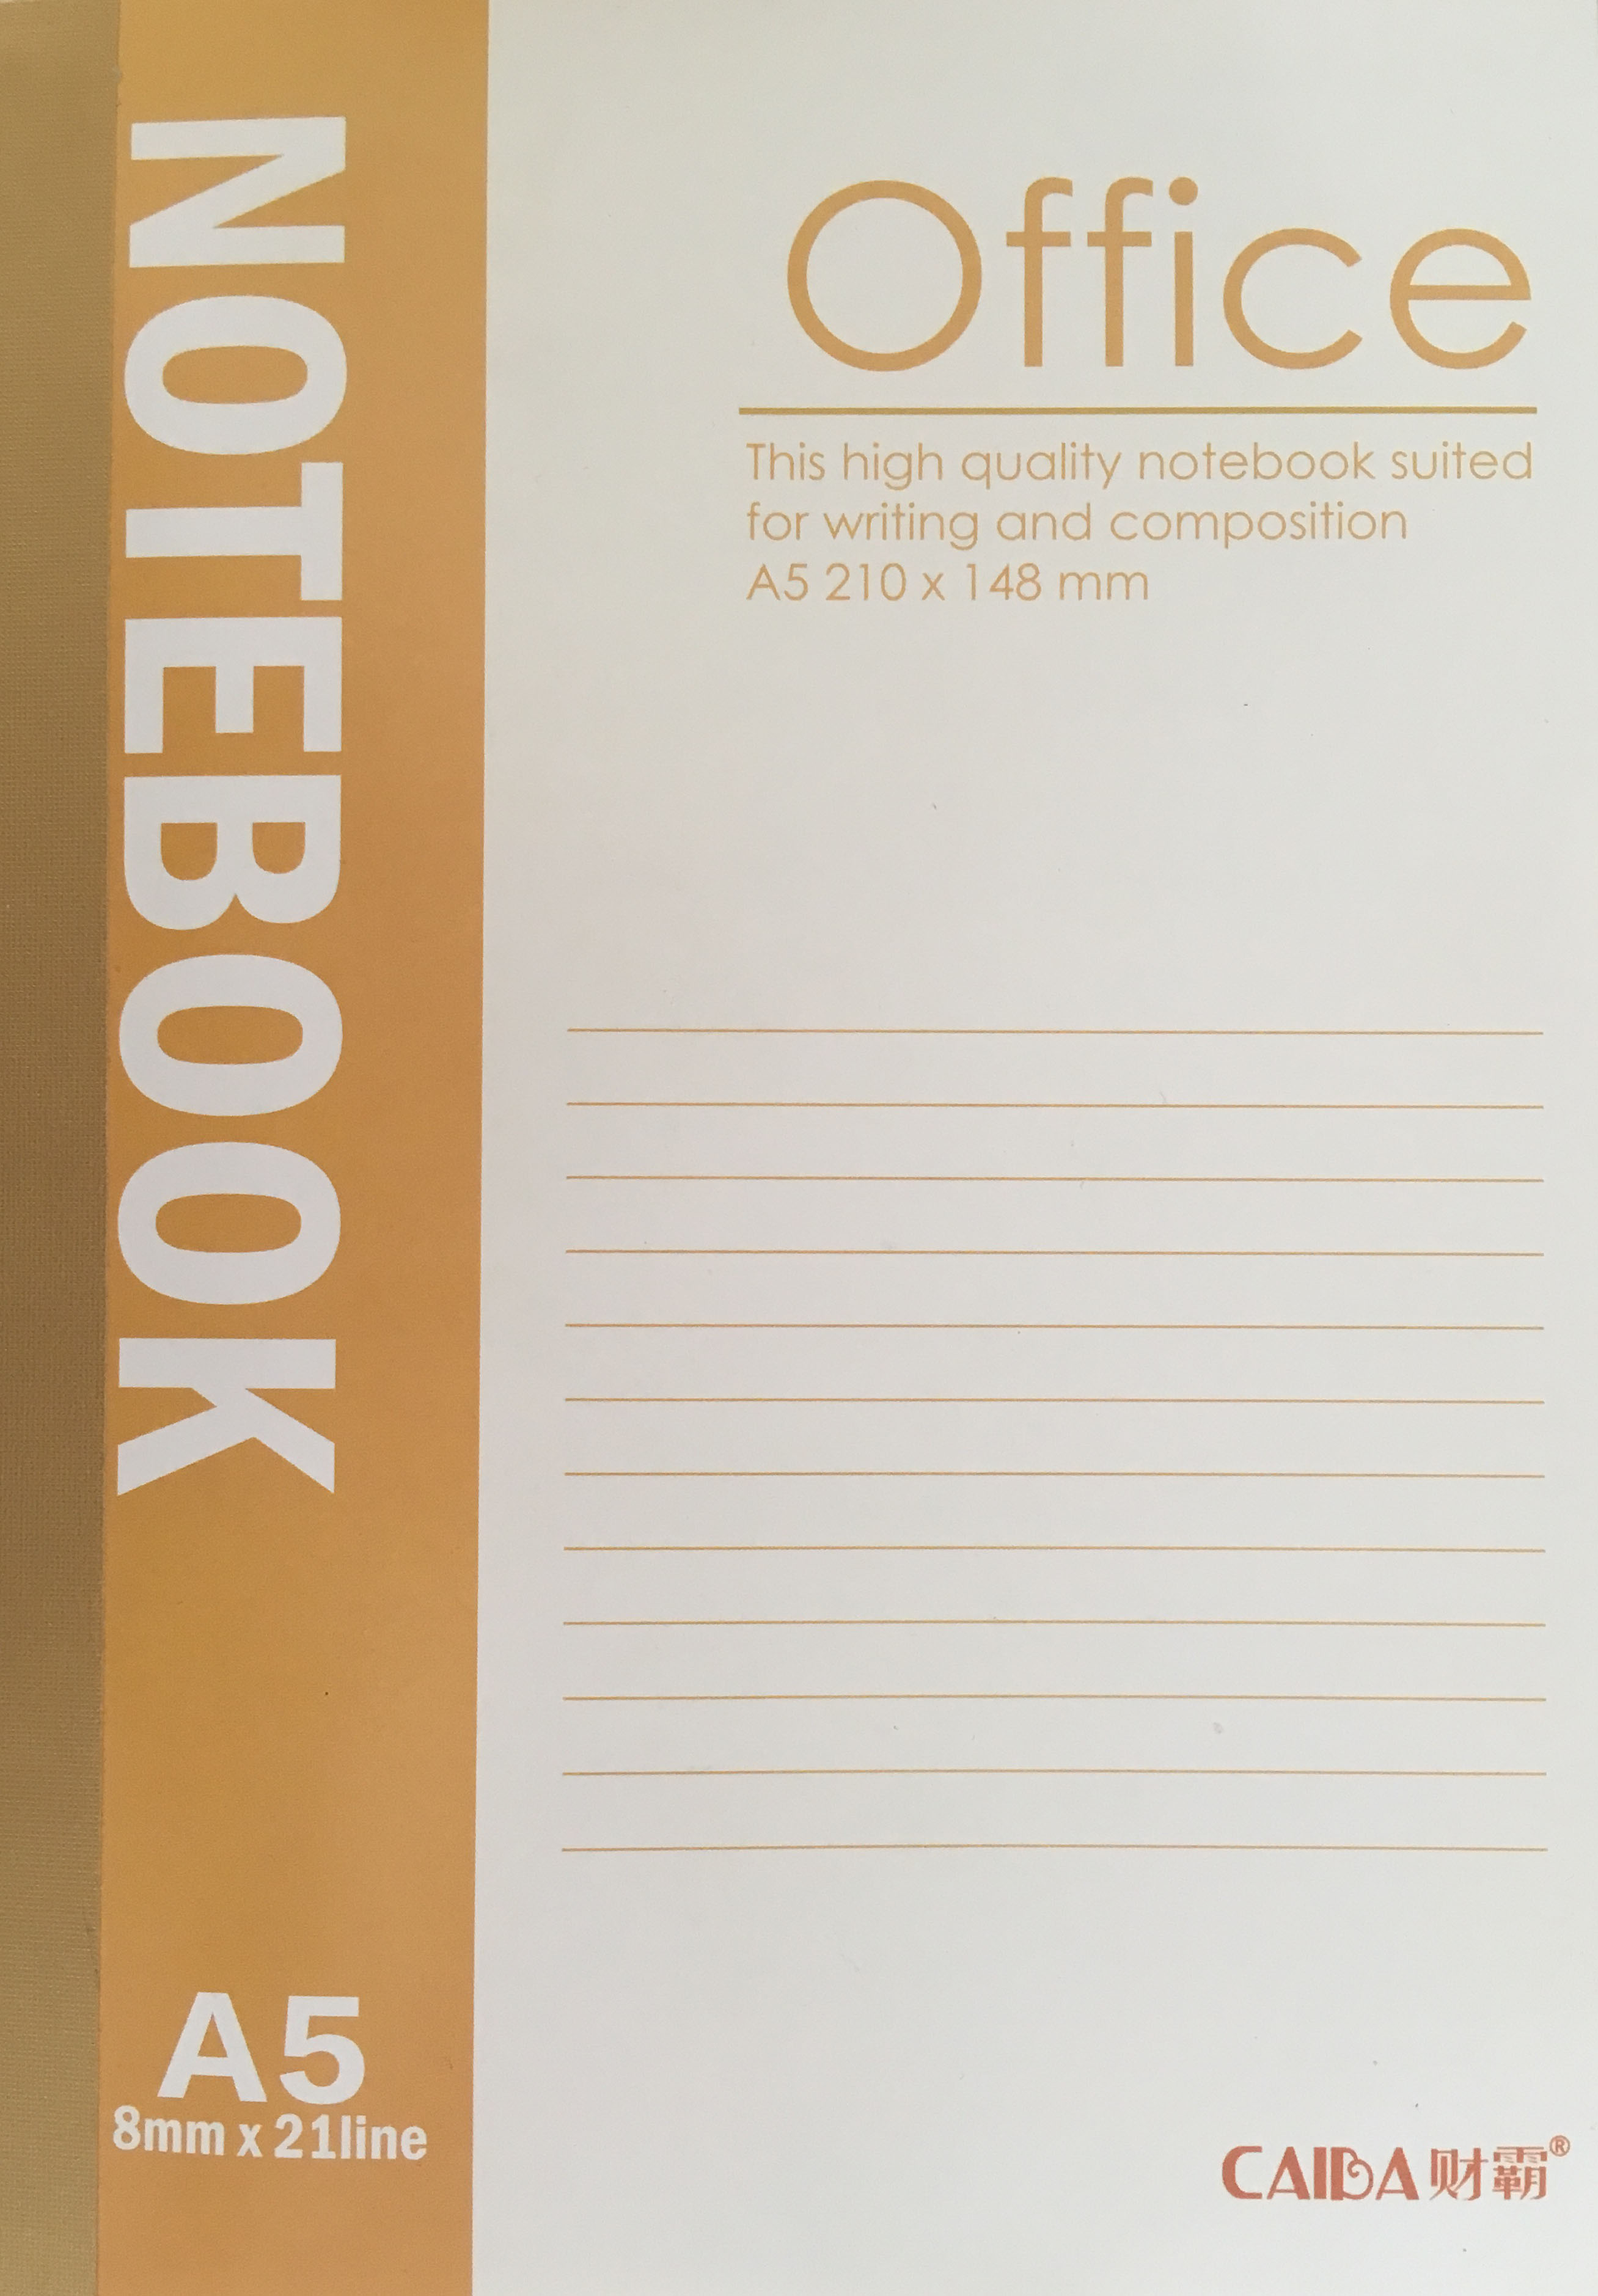 NOTEBOOK
Office
This high quality notebook suited
for writing and composition
A5 210 x 148 mm
A5
8mm x 21line
CAIBA财霸®